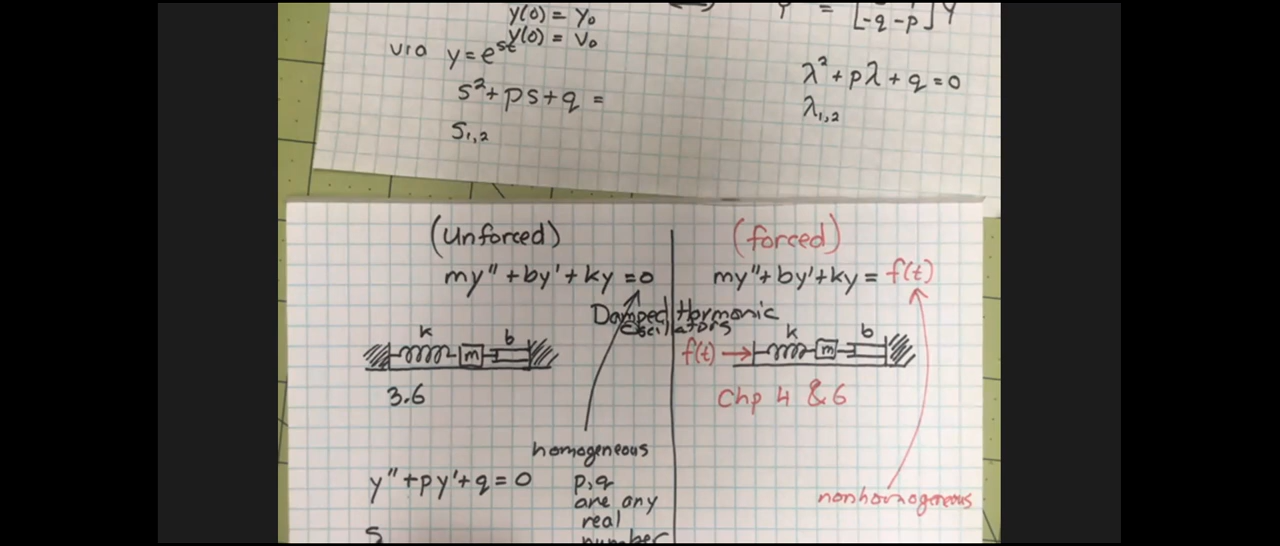 y(0) = y₀
y'(0) = v₀
via y = e^st
s² + ps + q =
s₁,₂
[-q -p] Y
λ² + pλ + q = 0
λ₁,₂
(Unforced)
my" + by' + ky = 0
Damped Harmonic
Oscillators
k b
m
3.6
homogeneous
y" + py' + q = 0
p,q
are any
real
number
s
(forced)
my" + by' + ky = f(t)
k b
f(t) → m
Chp 4 & 6
nonhomogeneous